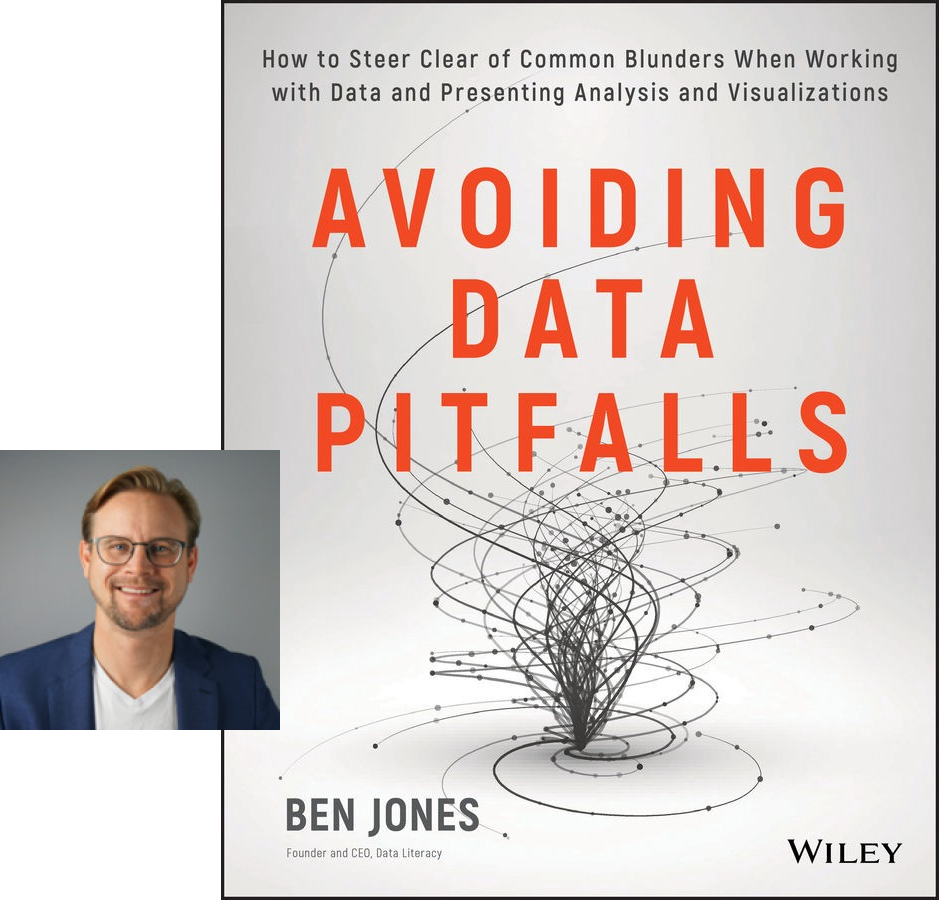 How to Steer Clear of Common Blunders When Working
with Data and Presenting Analysis and Visualizations
AVOIDING
DATA
PITFALLS
BEN JONES
Founder and CEO, Data Literacy
WILEY